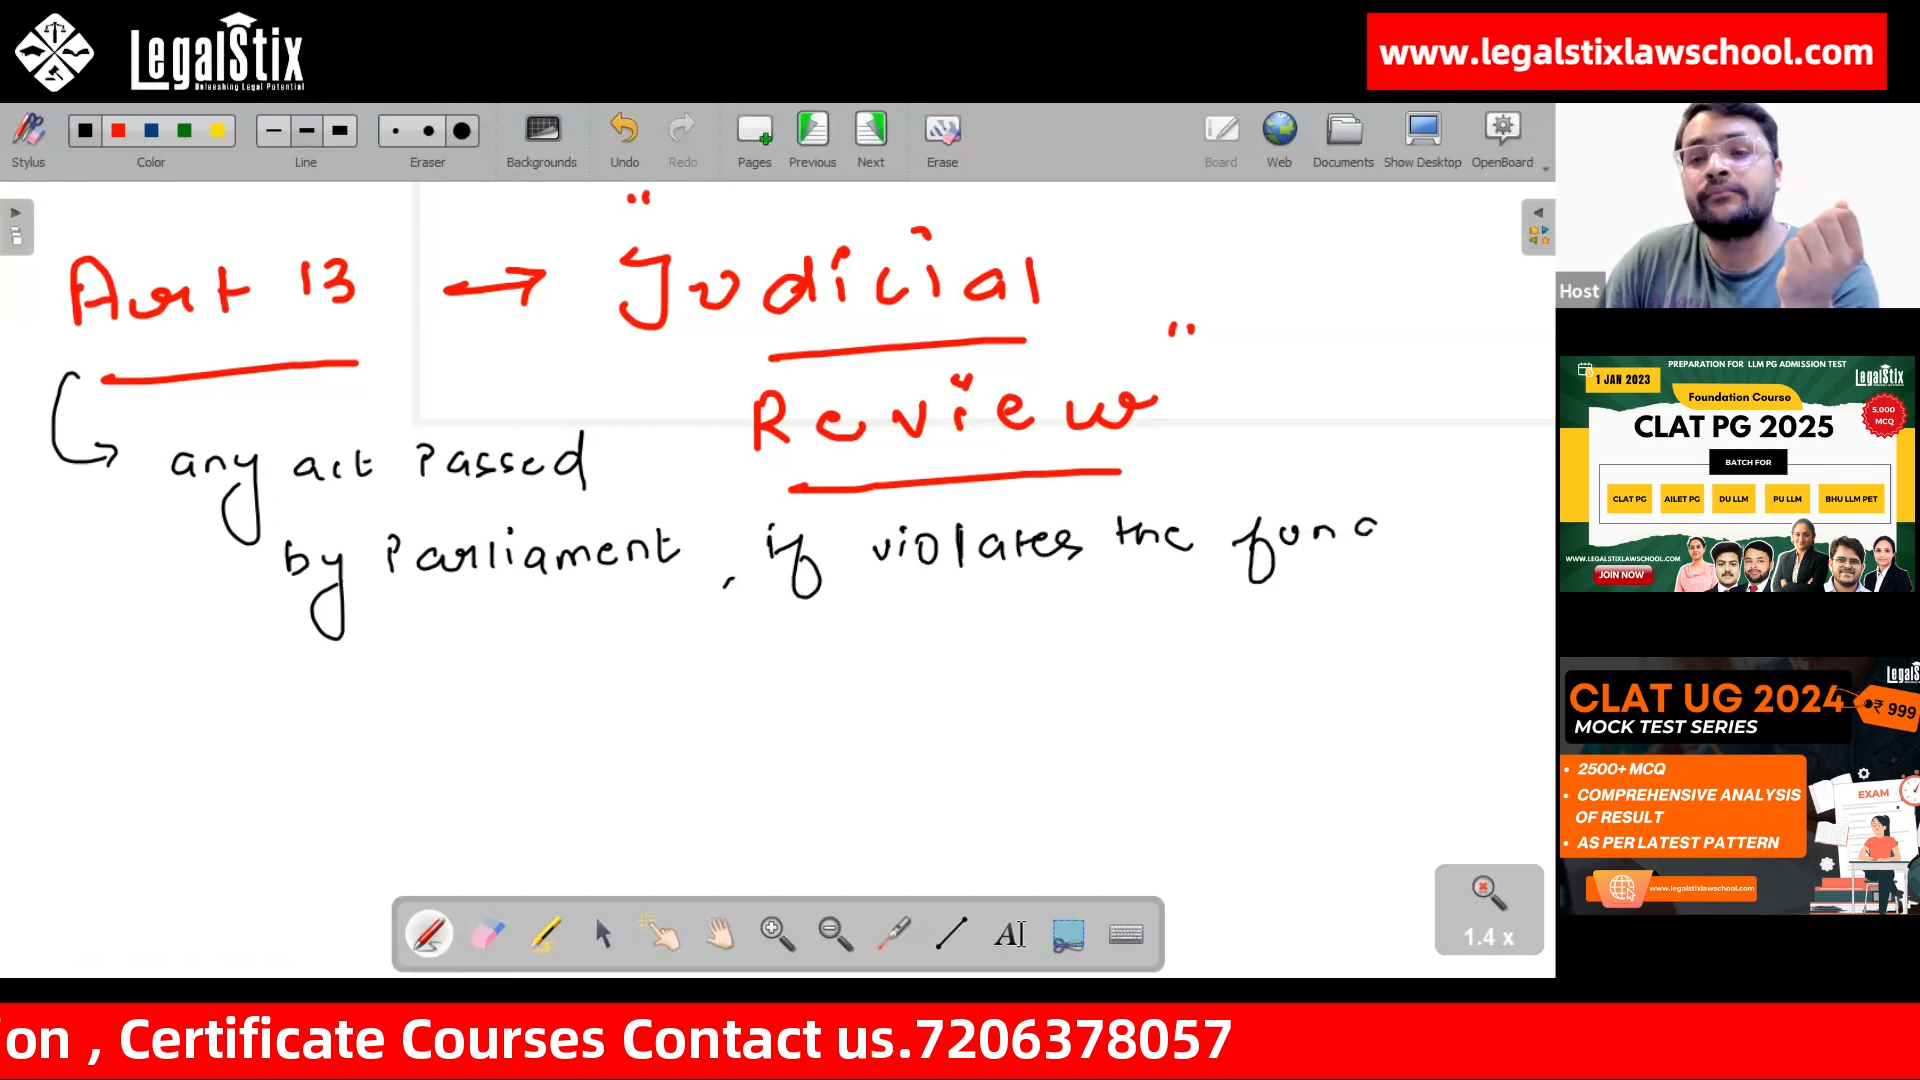 LegalStix
Unleashing Legal Potential
www.legalstixlawschool.com
Stylus
Color
Line
Eraser
Backgrounds
Undo
Redo
Pages
Previous
Next
Erase
Board
Web
Documents
Show Desktop
OpenBoard
Host
Art 13 → "Judicial
Review"
any act Passed
by Parliament, if violates the fund
1.4 x
PREPARATION FOR LLM PG ADMISSION TEST
1 JAN 2023
LegalStix
Foundation Course
CLAT PG 2025
5,000
MCQ
BATCH FOR
CLAT PG AILET PG DU LLM PU LLM BHU LLM PET
WWW.LEGALSTIXLAWSCHOOL.COM
JOIN NOW
LegalS
CLAT UG 2024
₹ 999
MOCK TEST SERIES
• 2500+ MCQ
• COMPREHENSIVE ANALYSIS
OF RESULT
• AS PER LATEST PATTERN
EXAM
www.legalstixlawschool.com
ion , Certificate Courses Contact us.7206378057